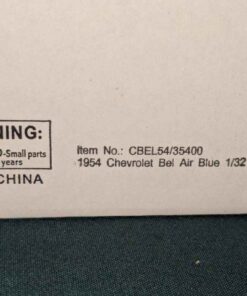 NING:
-Small parts
years
CHINA
Item No.: CBEL54/35400
1954 Chevrolet Bel Air Blue 1/32